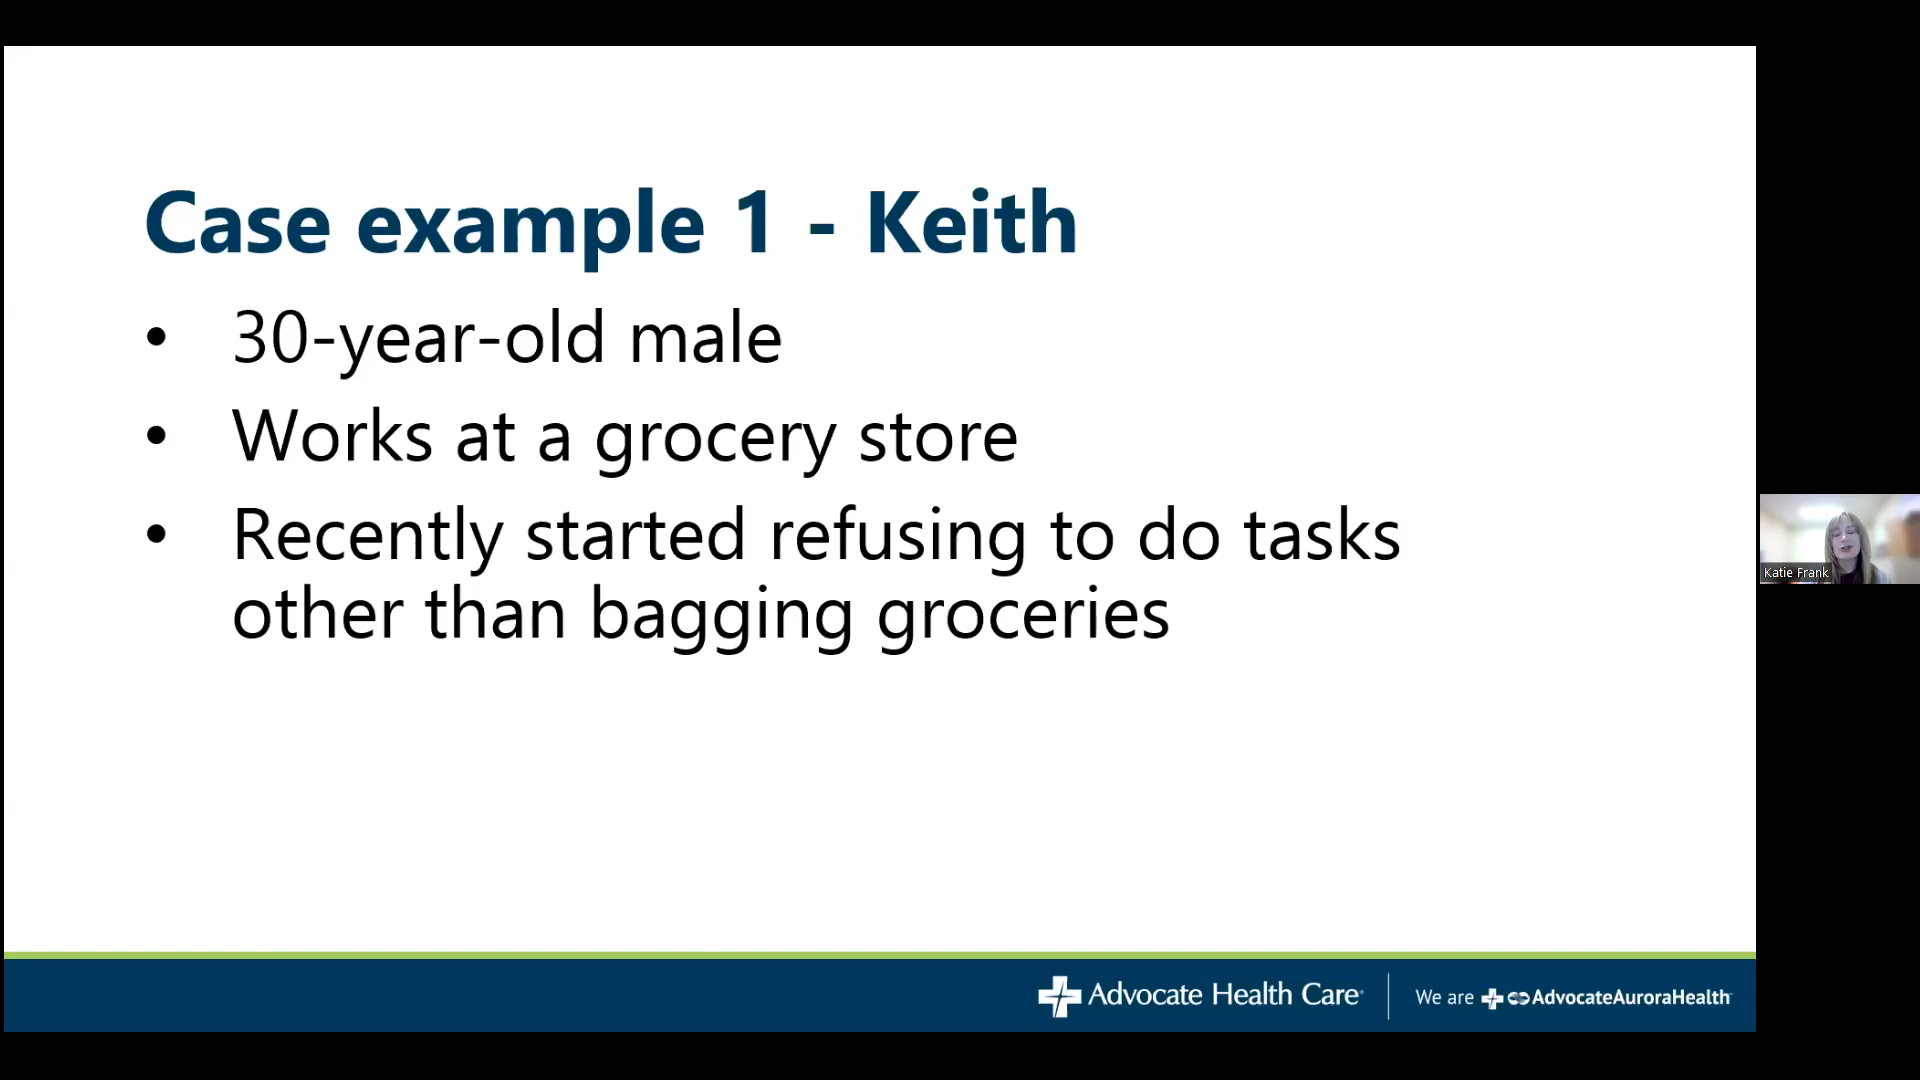 Case example 1 - Keith
• 30-year-old male
• Works at a grocery store
• Recently started refusing to do tasks
other than bagging groceries
Katie Frank
Advocate Health Care
We are AdvocateAuroraHealth